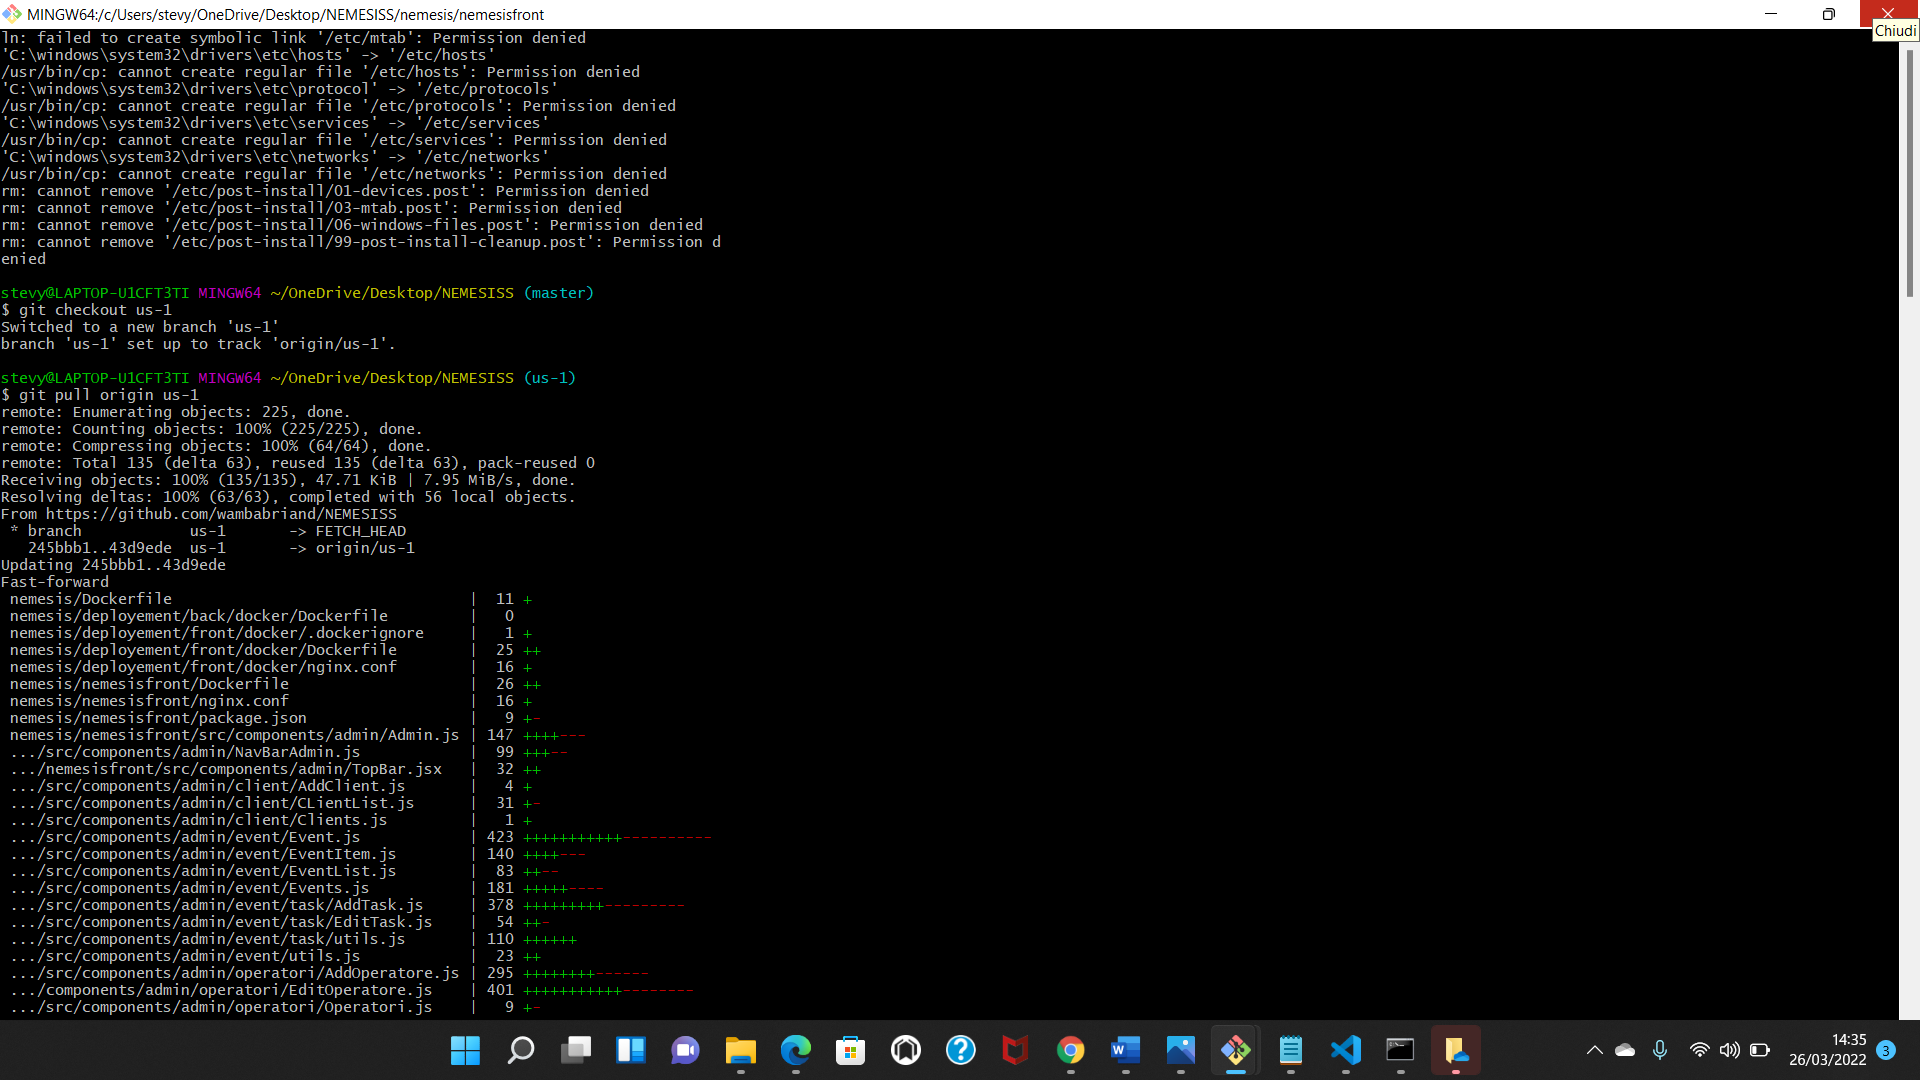 MINGW64:/c/Users/stevy/OneDrive/Desktop/NEMESISS/nemesis/nemesisfront
Chiudi
ln: failed to create symbolic link '/etc/mtab': Permission denied
'C:\windows\system32\drivers\etc\hosts' -> '/etc/hosts'
/usr/bin/cp: cannot create regular file '/etc/hosts': Permission denied
'C:\windows\system32\drivers\etc\protocol' -> '/etc/protocols'
/usr/bin/cp: cannot create regular file '/etc/protocols': Permission denied
'C:\windows\system32\drivers\etc\services' -> '/etc/services'
/usr/bin/cp: cannot create regular file '/etc/services': Permission denied
'C:\windows\system32\drivers\etc\networks' -> '/etc/networks'
/usr/bin/cp: cannot create regular file '/etc/networks': Permission denied
rm: cannot remove '/etc/post-install/01-devices.post': Permission denied
rm: cannot remove '/etc/post-install/03-mtab.post': Permission denied
rm: cannot remove '/etc/post-install/06-windows-files.post': Permission denied
rm: cannot remove '/etc/post-install/99-post-install-cleanup.post': Permission d
enied
stevy@LAPTOP-U1CFT3TI MINGW64 ~/OneDrive/Desktop/NEMESISS (master)
$ git checkout us-1
Switched to a new branch 'us-1'
branch 'us-1' set up to track 'origin/us-1'.
stevy@LAPTOP-U1CFT3TI MINGW64 ~/OneDrive/Desktop/NEMESISS (us-1)
$ git pull origin us-1
remote: Enumerating objects: 225, done.
remote: Counting objects: 100% (225/225), done.
remote: Compressing objects: 100% (64/64), done.
remote: Total 135 (delta 63), reused 135 (delta 63), pack-reused 0
Receiving objects: 100% (135/135), 47.71 KiB | 7.95 MiB/s, done.
Resolving deltas: 100% (63/63), completed with 56 local objects.
From https://github.com/wambabriand/NEMESISS
* branch us-1 -> FETCH_HEAD
245bbb1..43d9ede us-1 -> origin/us-1
Updating 245bbb1..43d9ede
Fast-forward
nemesis/Dockerfile | 11 +
nemesis/deployement/back/docker/Dockerfile | 0
nemesis/deployement/front/docker/.dockerignore | 1 +
nemesis/deployement/front/docker/Dockerfile | 25 ++
nemesis/deployement/front/docker/nginx.conf | 16 +
nemesis/nemesisfront/Dockerfile | 26 ++
nemesis/nemesisfront/nginx.conf | 16 +
nemesis/nemesisfront/package.json | 9 +-
nemesis/nemesisfront/src/components/admin/Admin.js | 147 ++++---
.../src/components/admin/NavBarAdmin.js | 99 +++--
.../nemesisfront/src/components/admin/TopBar.jsx | 32 ++
.../src/components/admin/client/AddClient.js | 4 +
.../src/components/admin/client/CLientList.js | 31 +-
.../src/components/admin/client/Clients.js | 1 +
.../src/components/admin/event/Event.js | 423 +++++++++++----------
.../src/components/admin/event/EventItem.js | 140 ++++---
.../src/components/admin/event/EventList.js | 83 ++--
.../src/components/admin/event/Events.js | 181 +++++----
.../src/components/admin/event/task/AddTask.js | 378 +++++++++---------
.../src/components/admin/event/task/EditTask.js | 54 ++-
.../src/components/admin/event/task/utils.js | 110 ++++++
.../src/components/admin/event/utils.js | 23 ++
.../src/components/admin/operatori/AddOperatore.js | 295 ++++++++------
.../components/admin/operatori/EditOperatore.js | 401 +++++++++++--------
.../src/components/admin/operatori/Operatori.js | 9 +-
14:35
26/03/2022
3